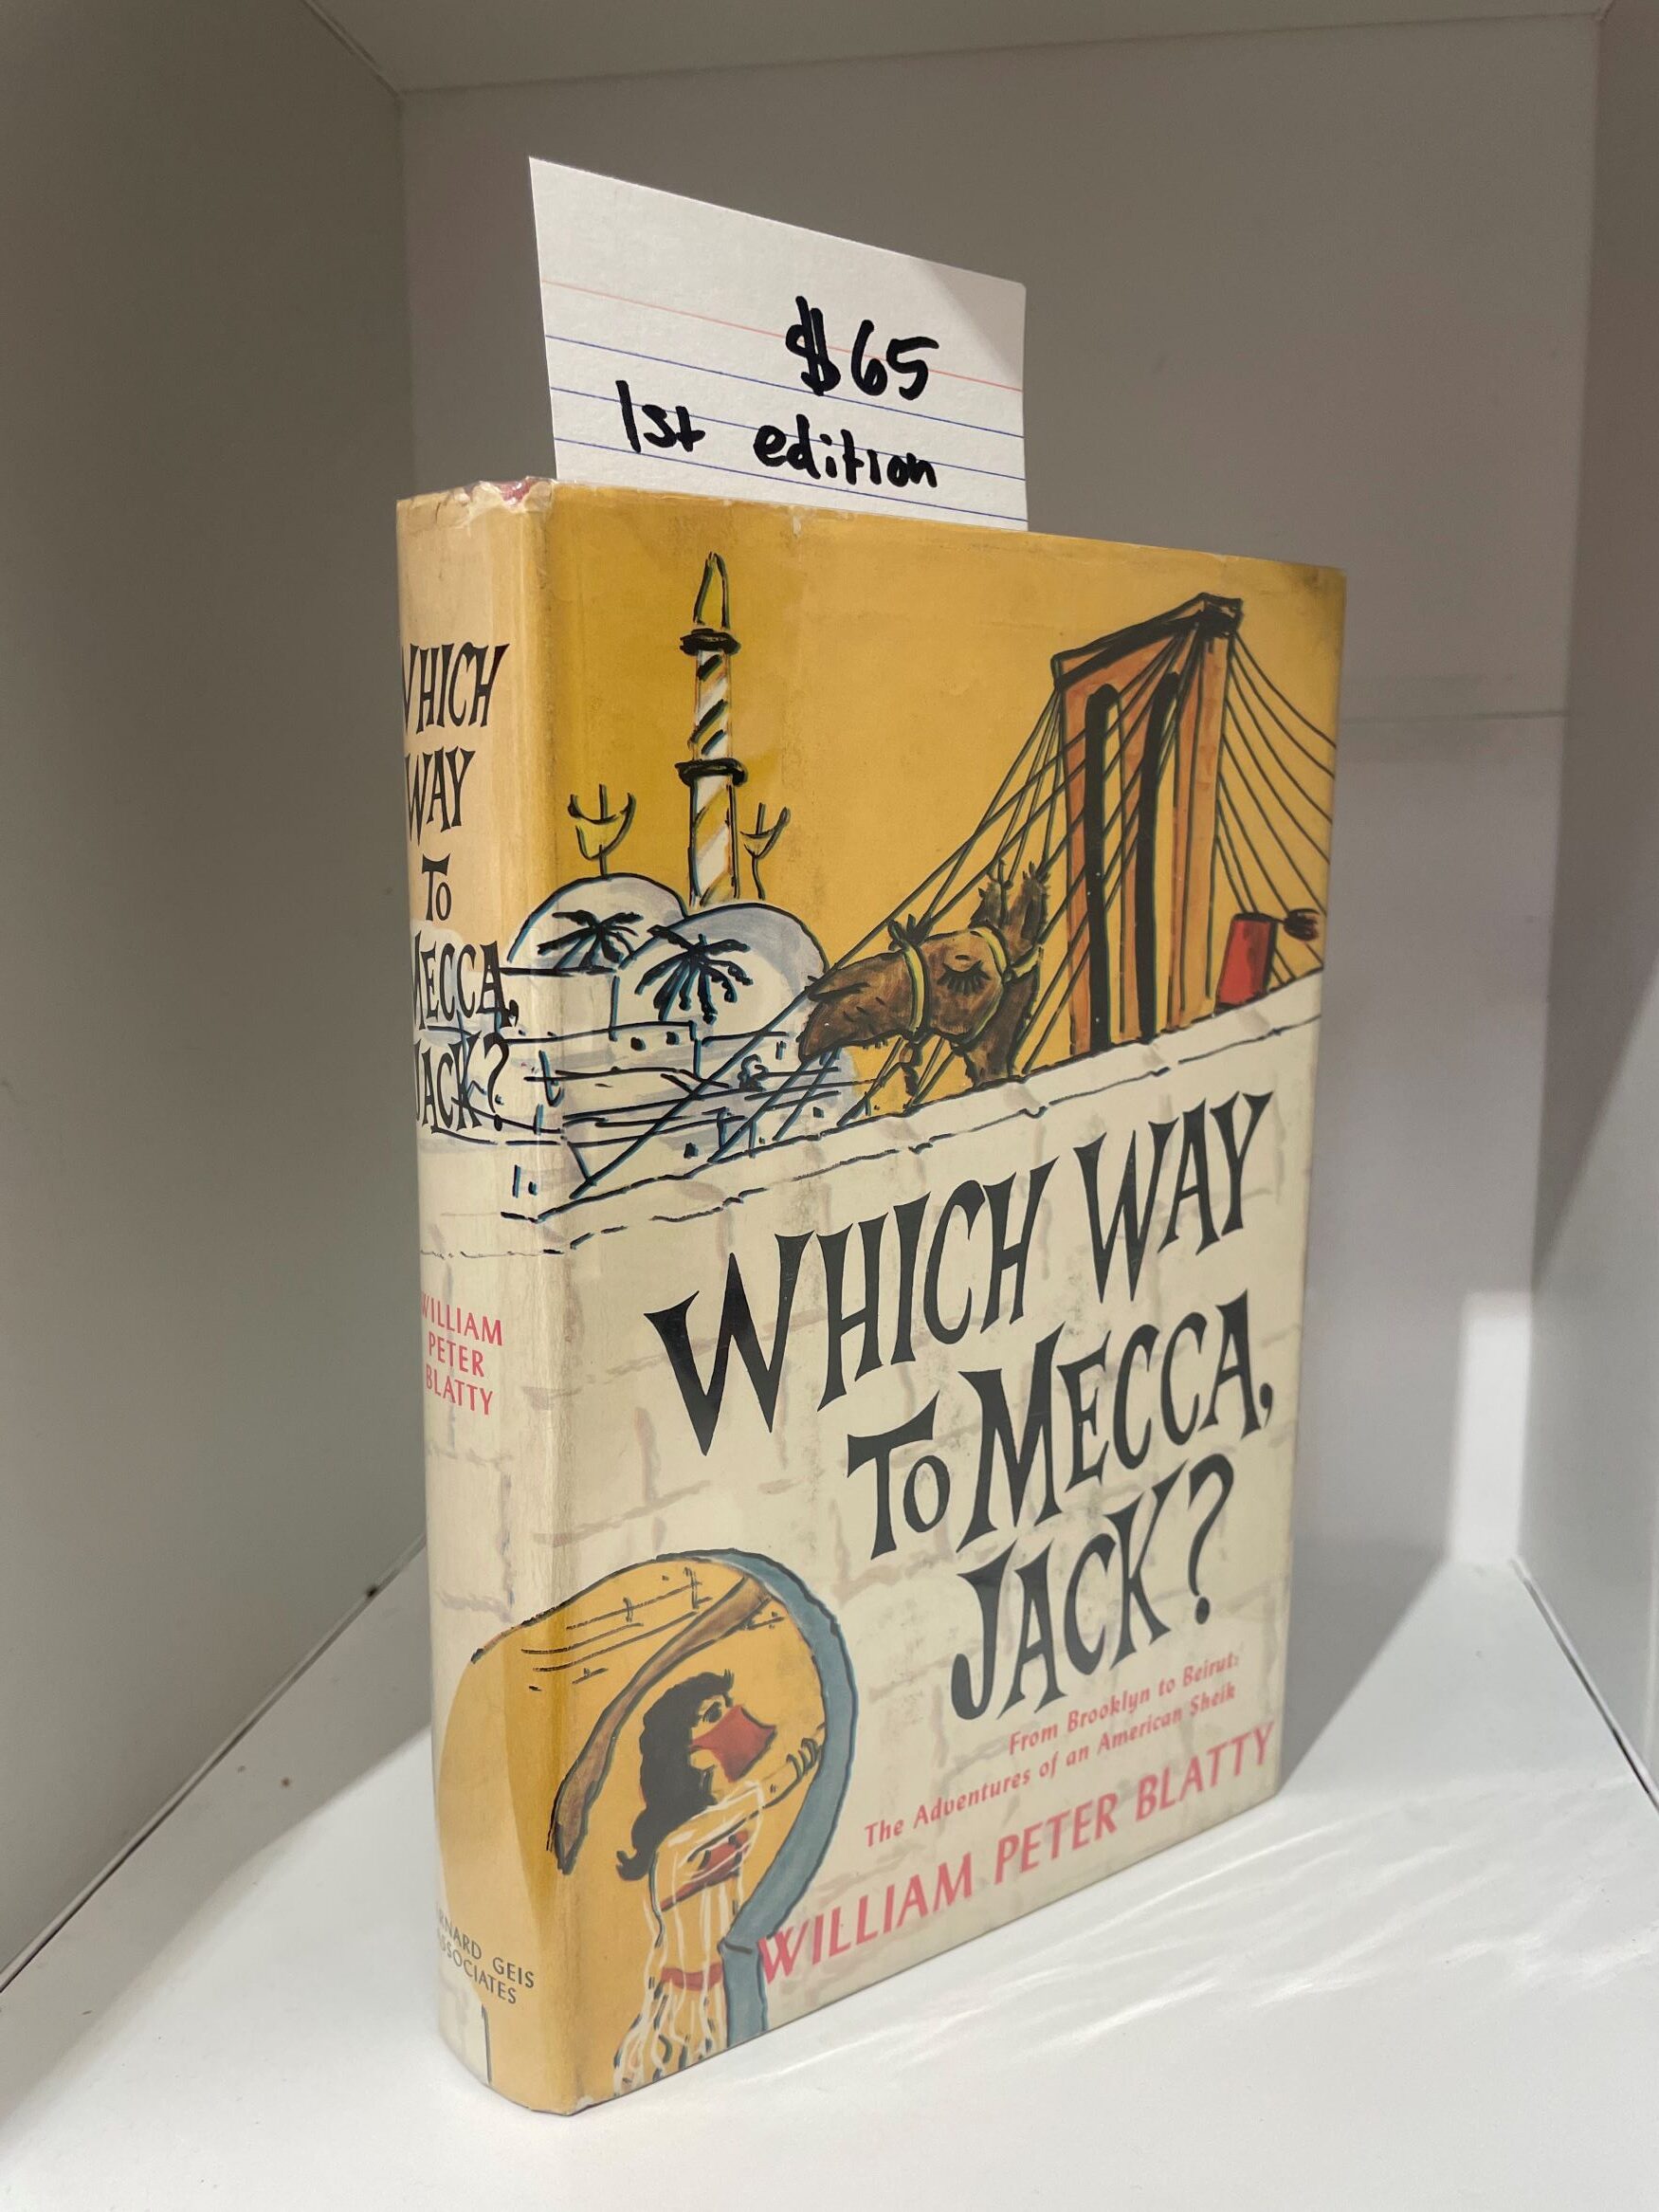 $65
1st edition
WHICH
WAY
TO
MECCA,
JACK?
WILLIAM
PETER
BLATTY
GEIS
WHICH WAY
TO MECCA,
JACK?
From Brooklyn to Beirut:
The Adventures of an American Sheik
WILLIAM PETER BLATTY